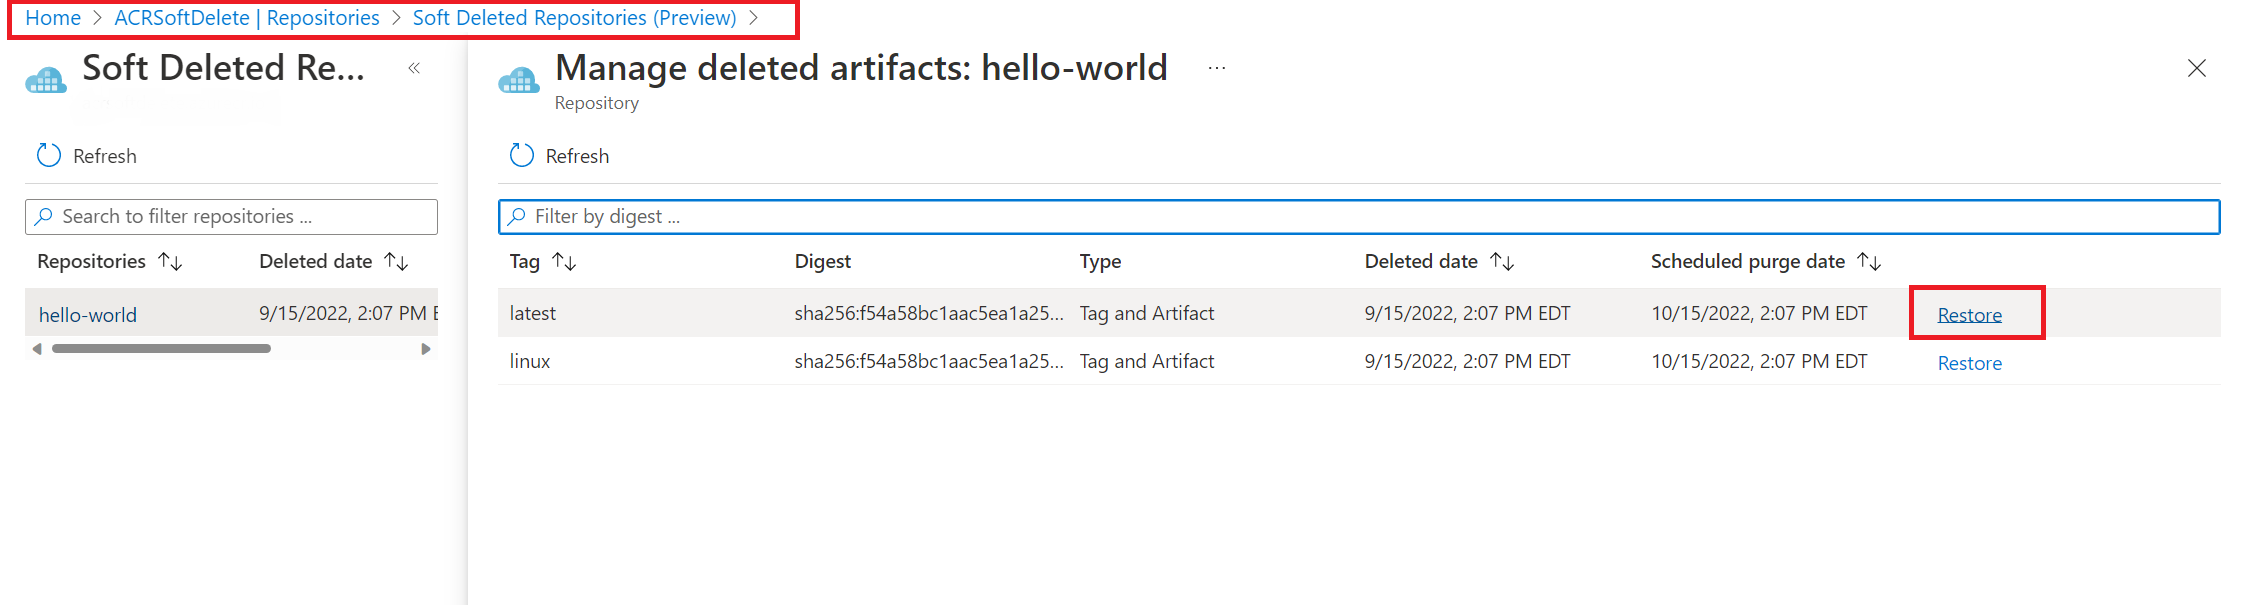 Home > ACRSoftDelete | Repositories > Soft Deleted Repositories (Preview) >
Soft Deleted Re... «
Refresh
Search to filter repositories ...
Repositories ↑↓ Deleted date ↑↓
hello-world 9/15/2022, 2:07 PM
Manage deleted artifacts: hello-world ...
Repository
Refresh
Filter by digest ...
Tag ↑↓ Digest Type Deleted date ↑↓ Scheduled purge date ↑↓
latest sha256:f54a58bc1aac5ea1a25... Tag and Artifact 9/15/2022, 2:07 PM EDT 10/15/2022, 2:07 PM EDT Restore
linux sha256:f54a58bc1aac5ea1a25... Tag and Artifact 9/15/2022, 2:07 PM EDT 10/15/2022, 2:07 PM EDT Restore